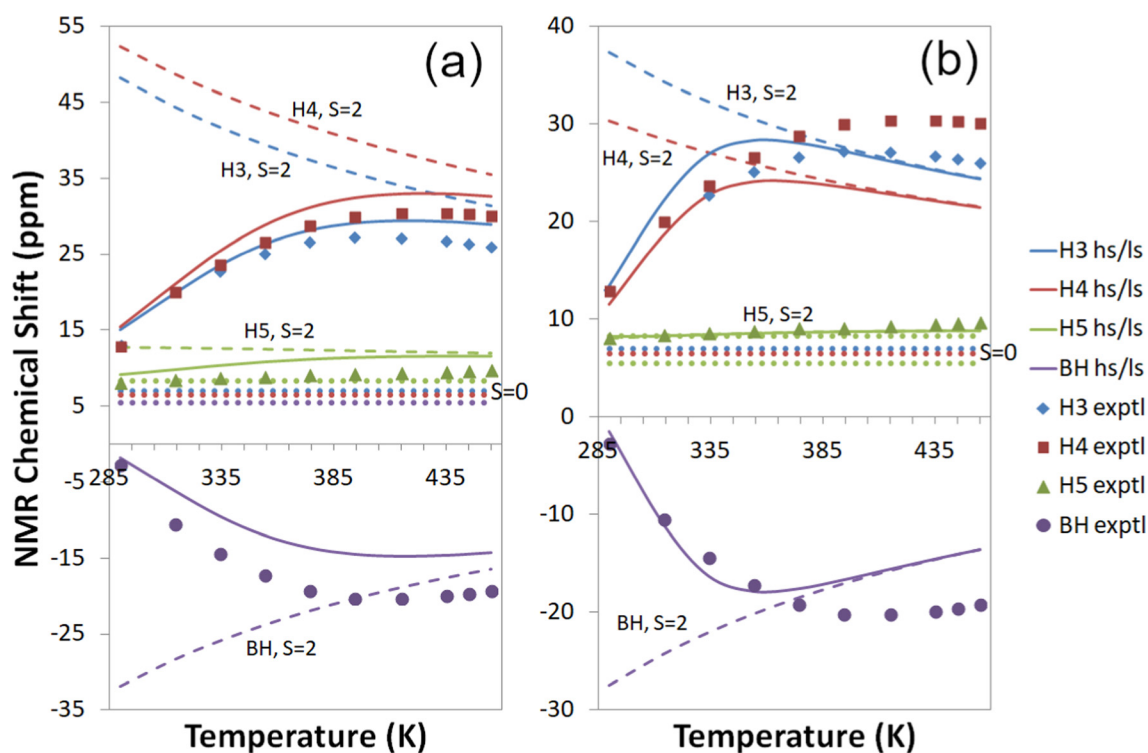 NMR Chemical Shift (ppm)
55
45
35
25
15
5
-5
-15
-25
-35
(a)
H4, S=2
H3, S=2
H5, S=2
S=0
BH, S=2
285
335
385
435
Temperature (K)
40
30
20
10
0
-10
-20
-30
(b)
H3, S=2
H4, S=2
H5, S=2
S=0
BH, S=2
285
335
385
435
Temperature (K)
H3 hs/ls
H4 hs/ls
H5 hs/ls
BH hs/ls
H3 exptl
H4 exptl
H5 exptl
BH exptl